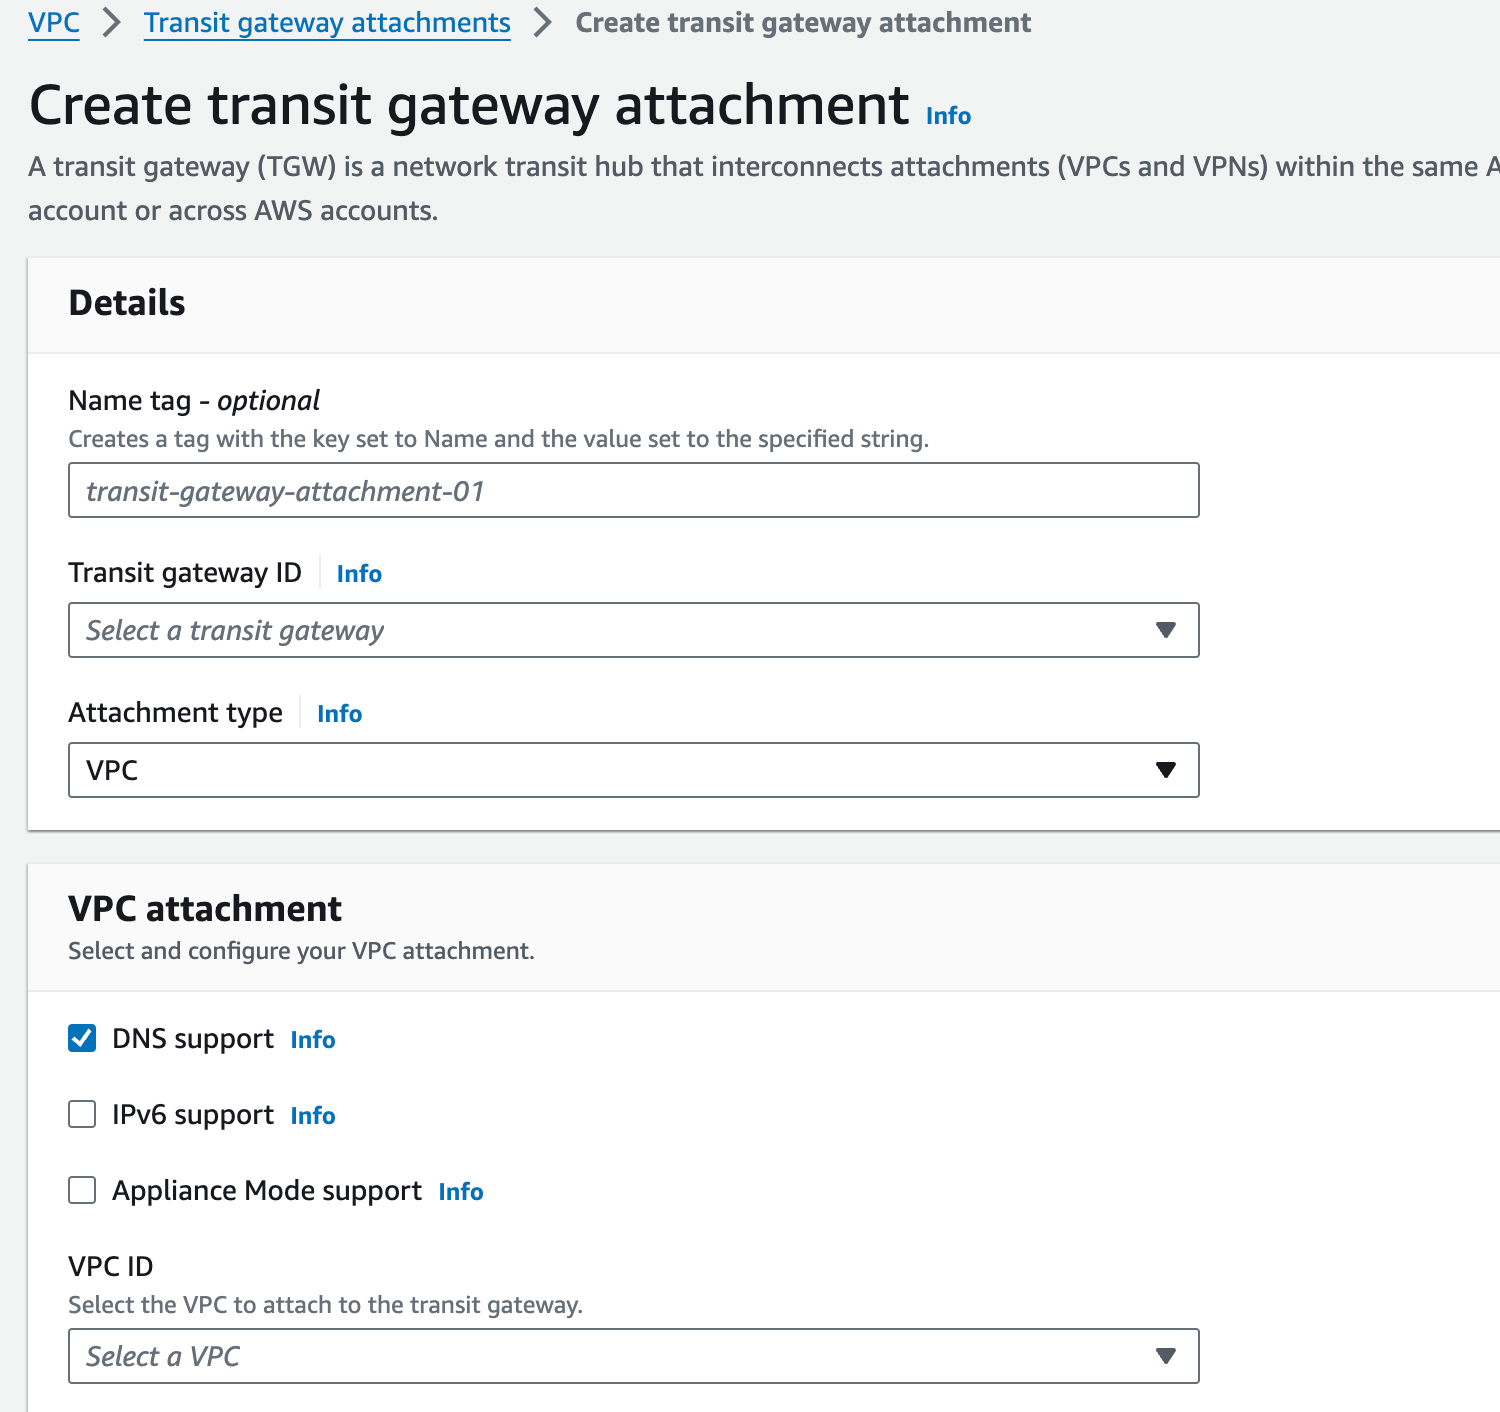 VPC > Transit gateway attachments > Create transit gateway attachment
Create transit gateway attachment Info
A transit gateway (TGW) is a network transit hub that interconnects attachments (VPCs and VPNs) within the same
account or across AWS accounts.
Details
Name tag - optional
Creates a tag with the key set to Name and the value set to the specified string.
transit-gateway-attachment-01
Transit gateway ID Info
Select a transit gateway
Attachment type Info
VPC
VPC attachment
Select and configure your VPC attachment.
DNS support Info
IPv6 support Info
Appliance Mode support Info
VPC ID
Select the VPC to attach to the transit gateway.
Select a VPC